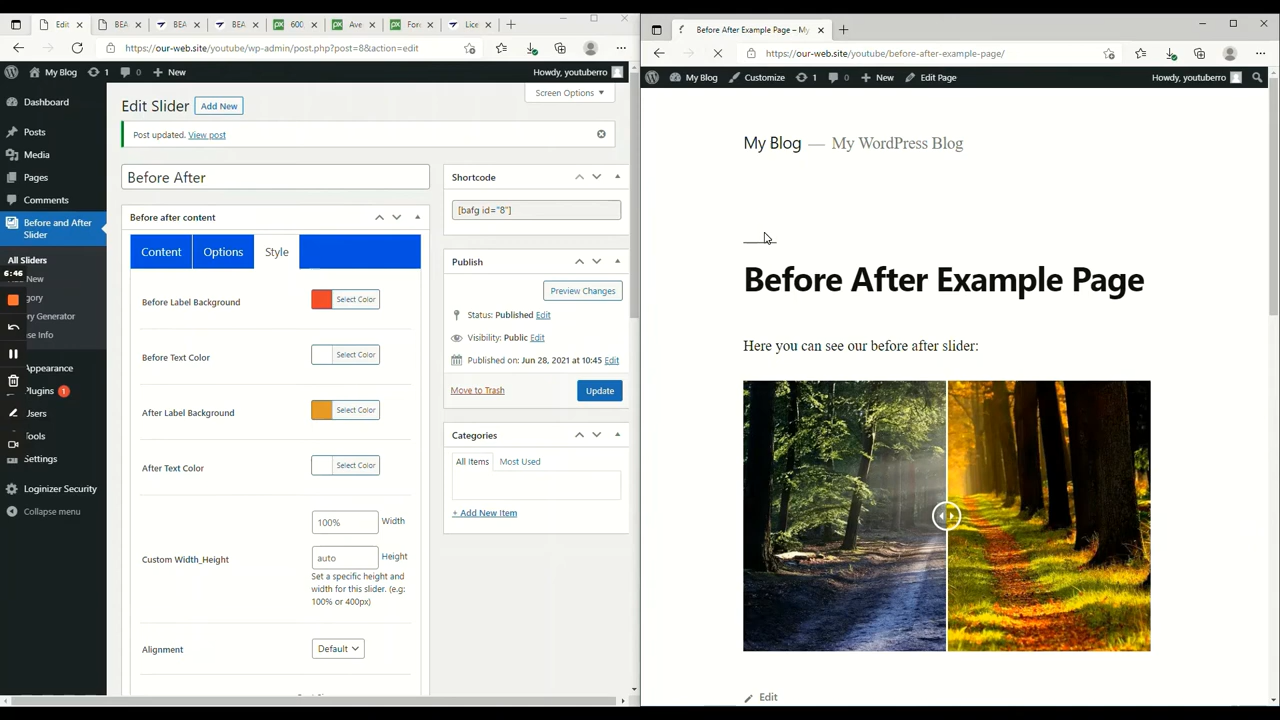 Edit
BEA
BEA
BEA
600
Ave
For
Lice
https://our-web.site/youtube/wp-admin/post.php?post=8&action=edit
My Blog
1
0
New
Howdy, youtuberro
Dashboard
Posts
Media
Pages
Comments
Before and After
Slider
All Sliders
6:46
Appearance
Plugins 1
Users
Tools
Settings
Loginizer Security
Collapse menu
Edit Slider
Add New
Screen Options
Post updated. View post
Before After
Before after content
Content
Options
Style
Before Label Background
Select Color
Before Text Color
Select Color
After Label Background
Select Color
After Text Color
Select Color
Custom Width_Height
100%
Width
auto
Height
Set a specific height and
width for this slider. (e.g:
100% or 400px)
Alignment
Default
Shortcode
[bafg id="8"]
Publish
Preview Changes
Status: Published Edit
Visibility: Public Edit
Published on: Jun 28, 2021 at 10:45 Edit
Move to Trash
Update
Categories
All Items
Most Used
+ Add New Item
Before After Example Page – My
https://our-web.site/youtube/before-after-example-page/
My Blog
Customize
1
0
New
Edit Page
Howdy, youtuberro
My Blog — My WordPress Blog
Before After Example Page
Here you can see our before after slider:
Edit